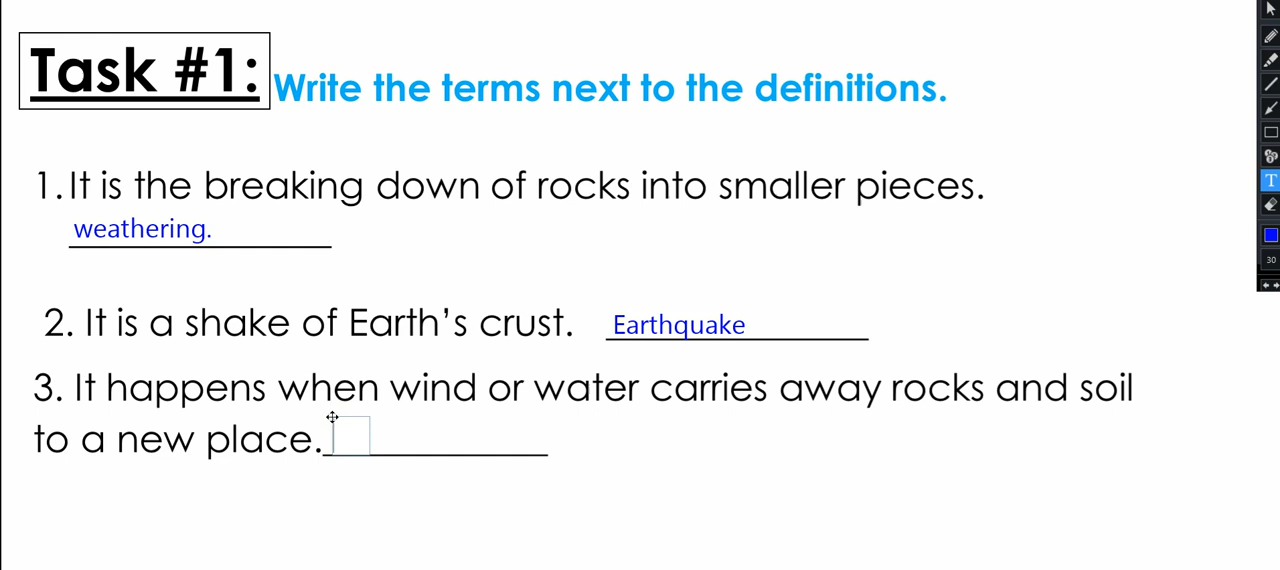 Task #1: Write the terms next to the definitions.
1. It is the breaking down of rocks into smaller pieces.
weathering.
2. It is a shake of Earth's crust. Earthquake
3. It happens when wind or water carries away rocks and soil
to a new place.
T
30